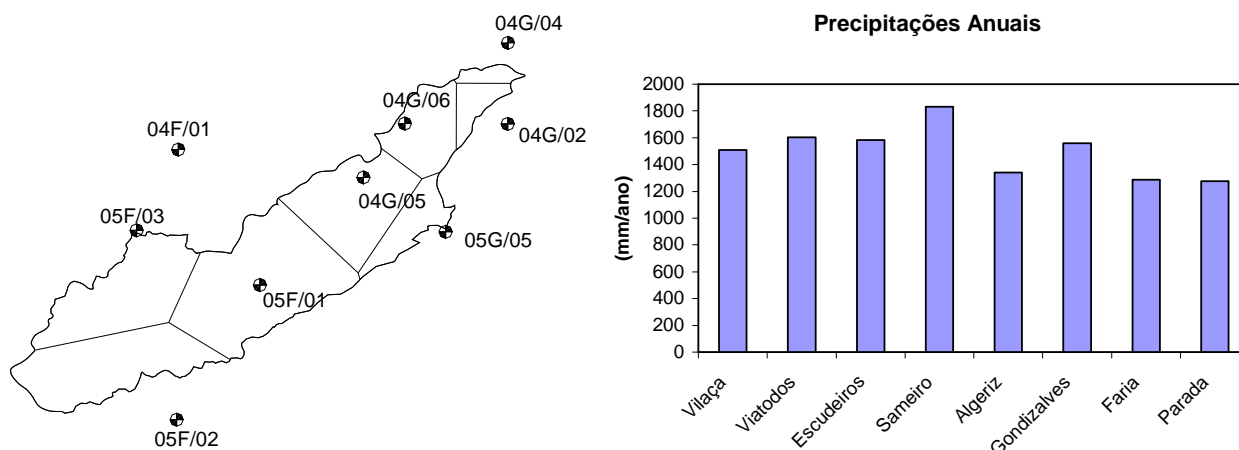 04G/04
04G/06
04G/02
04F/01
04G/05
05F/03
05G/05
05F/01
05F/02
Precipitações Anuais
(mm/ano)
2000
1800
1600
1400
1200
1000
800
600
400
200
0
Vilaça
Viatodos
Escudeiros
Sameiro
Algeriz
Gondizalves
Faria
Parada